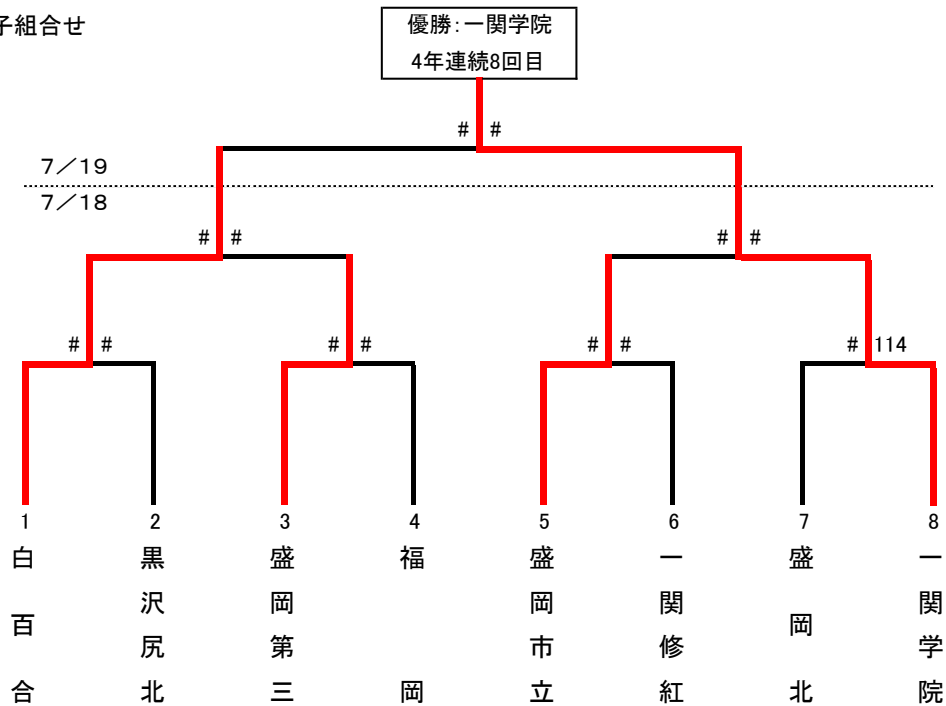 子組合せ
優勝：一関学院
4年連続8回目
# #
7／19
7／18
# # # #
# # # # # # # 114
1 2 3 4 5 6 7 8
白百合
黒沢尻北
盛岡第三
福岡
盛岡市立
一関修紅
盛岡北
一関学院